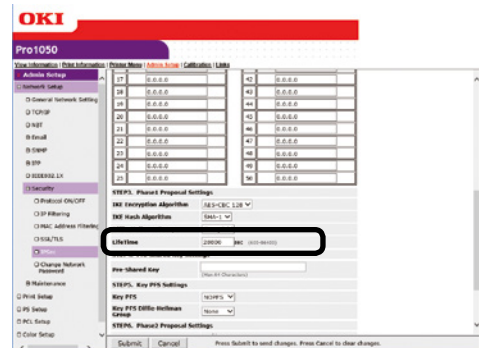 OKI
Pro1050
View Information | Print Information | Printer Menu | Admin Setup | Calibration | Links
Admin Setup
Network Setup
General Network Setting
TCP/IP
NBT
Email
SNMP
IPP
IEEE802.1X
Security
Protocol ON/OFF
IP Filtering
MAC Address Filtering
SSL/TLS
IPSec
Change Network
Password
Maintenance
Print Setup
PS Setup
PCL Setup
Color Setup
17 0.0.0.0 42
18 0.0.0.0 43 0.0.0.0
19 0.0.0.0 44 0.0.0.0
20 0.0.0.0 45 0.0.0.0
21 0.0.0.0 46 0.0.0.0
22 0.0.0.0 47 0.0.0.0
23 0.0.0.0 48 0.0.0.0
24 0.0.0.0 49 0.0.0.0
25 0.0.0.0 50 0.0.0.0
STEP3. Phase1 Proposal Settings
IKE Encryption Algorithm AES-CBC 128
IKE Hash Algorithm SHA-1
LifeTime 28800 sec
Pre-Shared Key
STEP5. Key PFS Settings
Key PFS NOPFS
Key PFS Diffie-Hellman None
Group
STEP6. Phase2 Proposal Settings
Submit Cancel Press Submit to send changes. Press Cancel to clear changes.